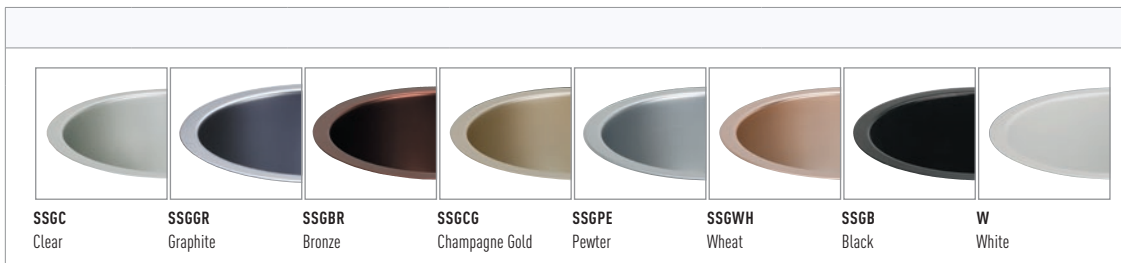 SSGC SSGGR SSGBR SSGCG SSGPE SSGWH SSGB W
Clear Graphite Bronze Champagne Gold Pewter Wheat Black White